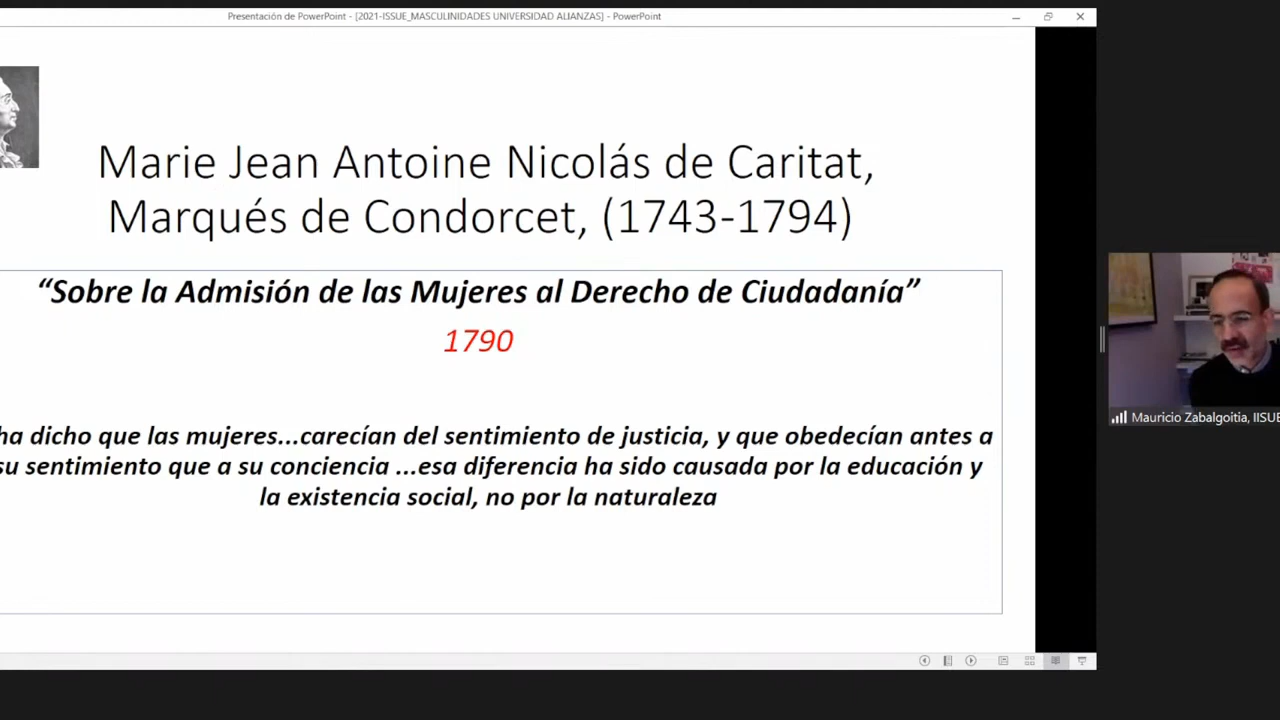 Presentación de PowerPoint - [2021-ISSUE_MASCULINIDADES UNIVERSIDAD ALIANZAS] - PowerPoint
Marie Jean Antoine Nicolás de Caritat,
Marqués de Condorcet, (1743-1794)
“Sobre la Admisión de las Mujeres al Derecho de Ciudadanía”
1790
ha dicho que las mujeres...carecían del sentimiento de justicia, y que obedecían antes a
su sentimiento que a su conciencia ...esa diferencia ha sido causada por la educación y
la existencia social, no por la naturaleza
Mauricio Zabalgoitia, IISUE